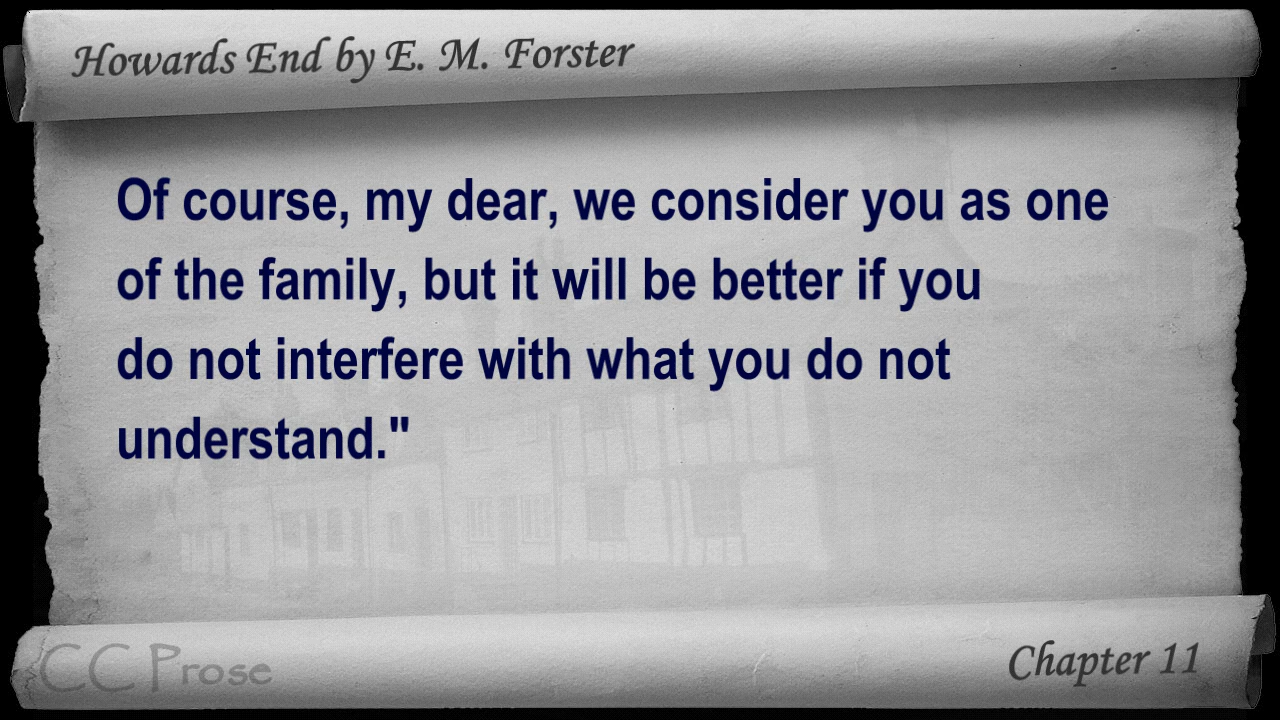 Howards End by E. M. Forster
Of course, my dear, we consider you as one
of the family, but it will be better if you
do not interfere with what you do not
understand."
CC Prose
Chapter 11